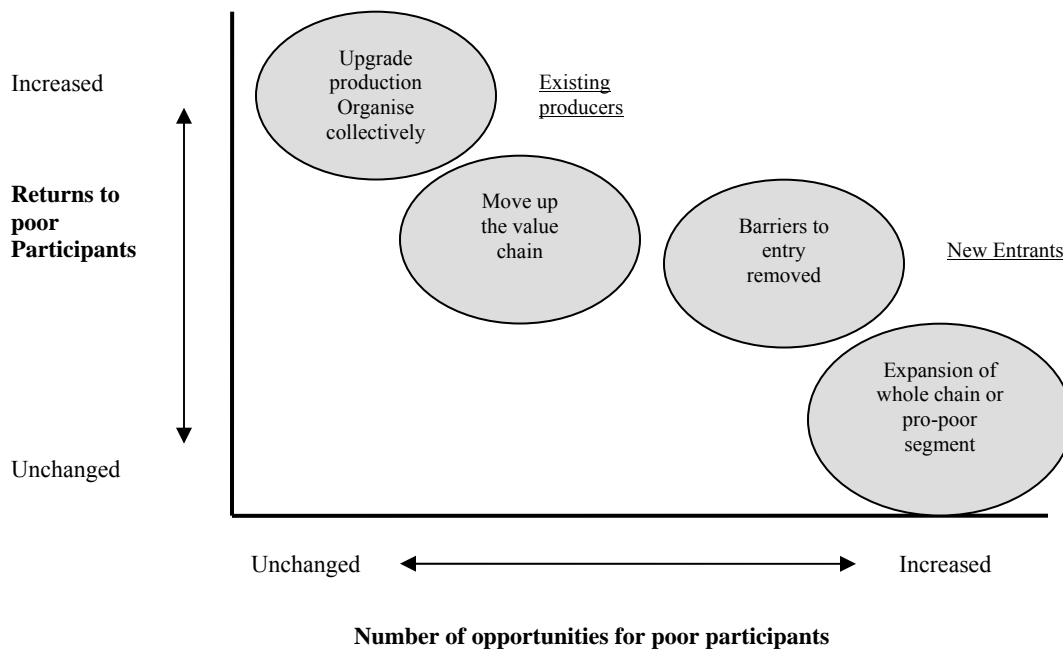 Increased
Returns to
poor
Participants
Unchanged
Upgrade
production
Organise
collectively
Existing
producers
Move up
the value
chain
Barriers to
entry
removed
New Entrants
Expansion of
whole chain or
pro-poor
segment
Unchanged
Increased
Number of opportunities for poor participants